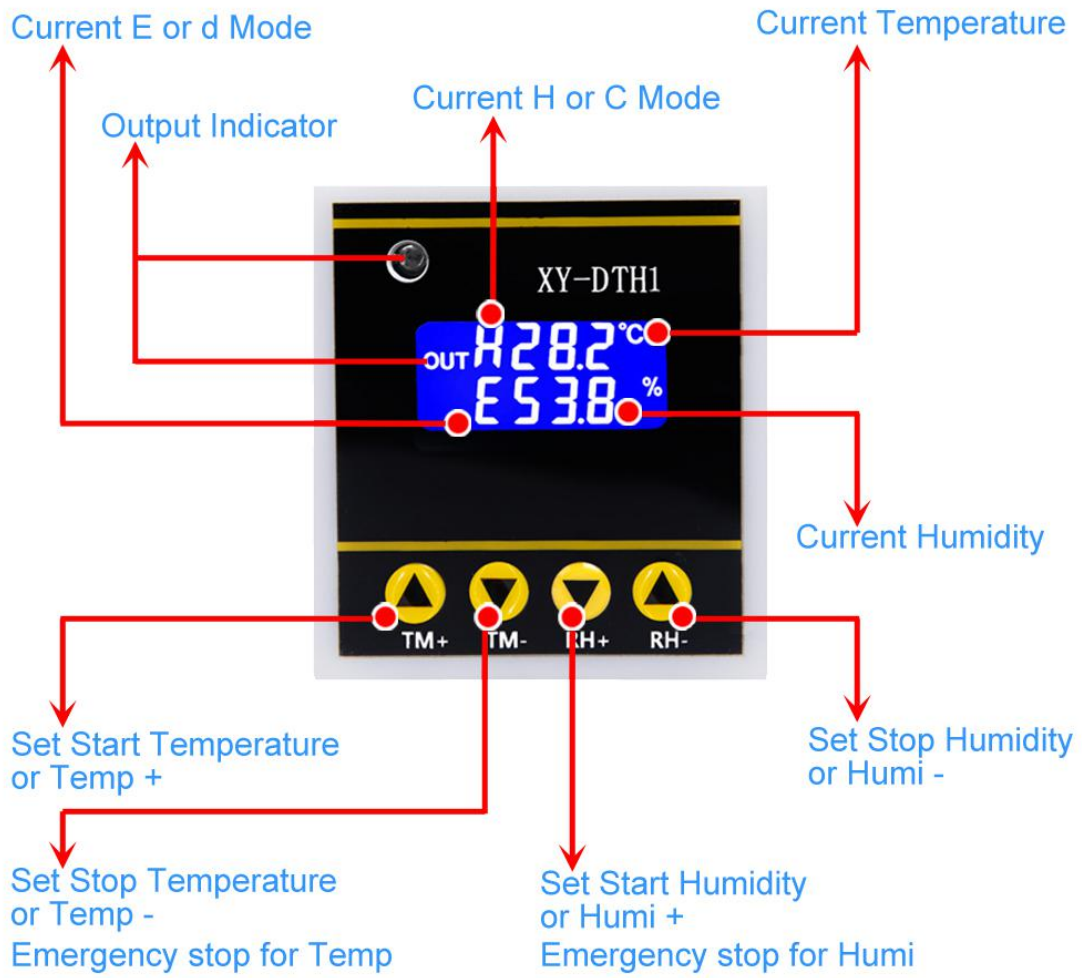 Current E or d Mode
Current Temperature
Current H or C Mode
Output Indicator
XY-DTH1
H28.2°C
OUT
E53.8%
Current Humidity
TM+ TM- RH+ RH-
Set Start Temperature
or Temp +
Set Stop Humidity
or Humi -
Set Stop Temperature
or Temp -
Emergency stop for Temp
Set Start Humidity
or Humi +
Emergency stop for Humi